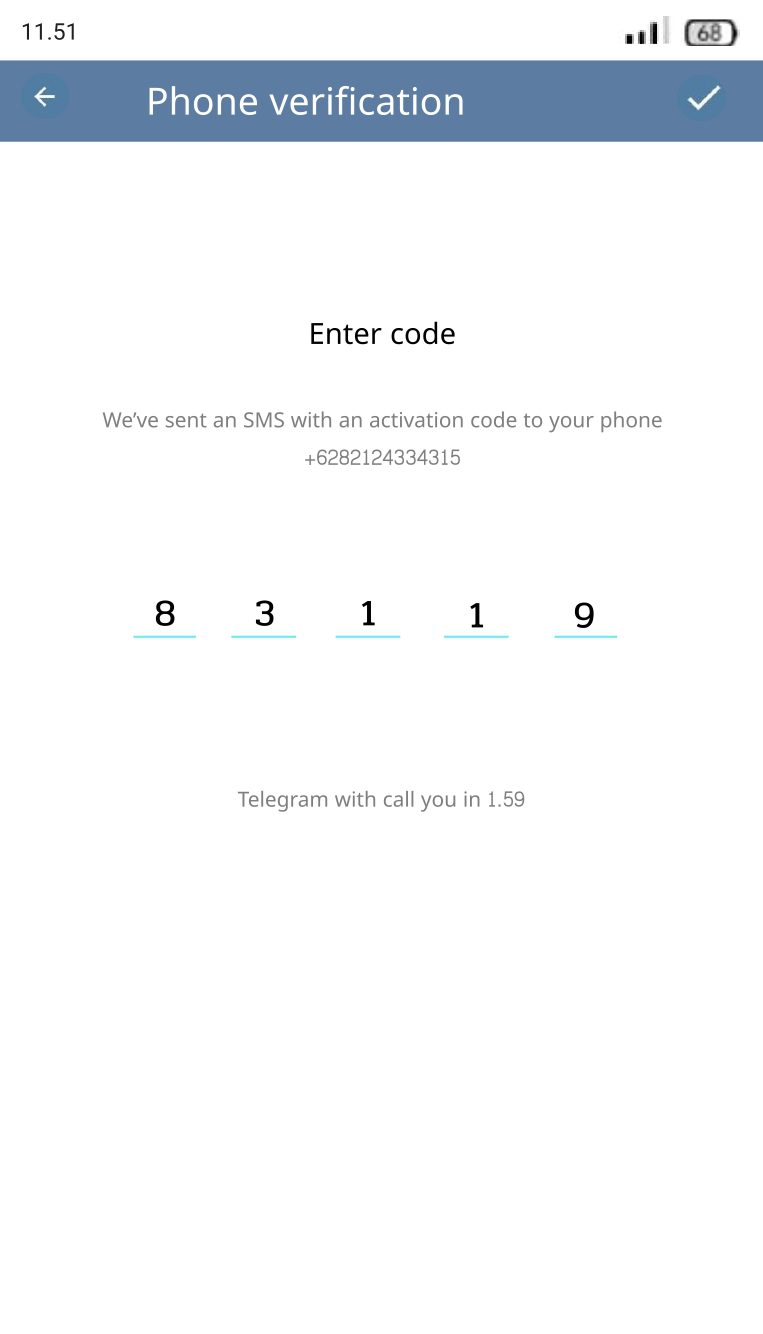 11.51
68
Phone verification
Enter code
We've sent an SMS with an activation code to your phone
+6282124334315
8 3 1 1 9
Telegram with call you in 1.59